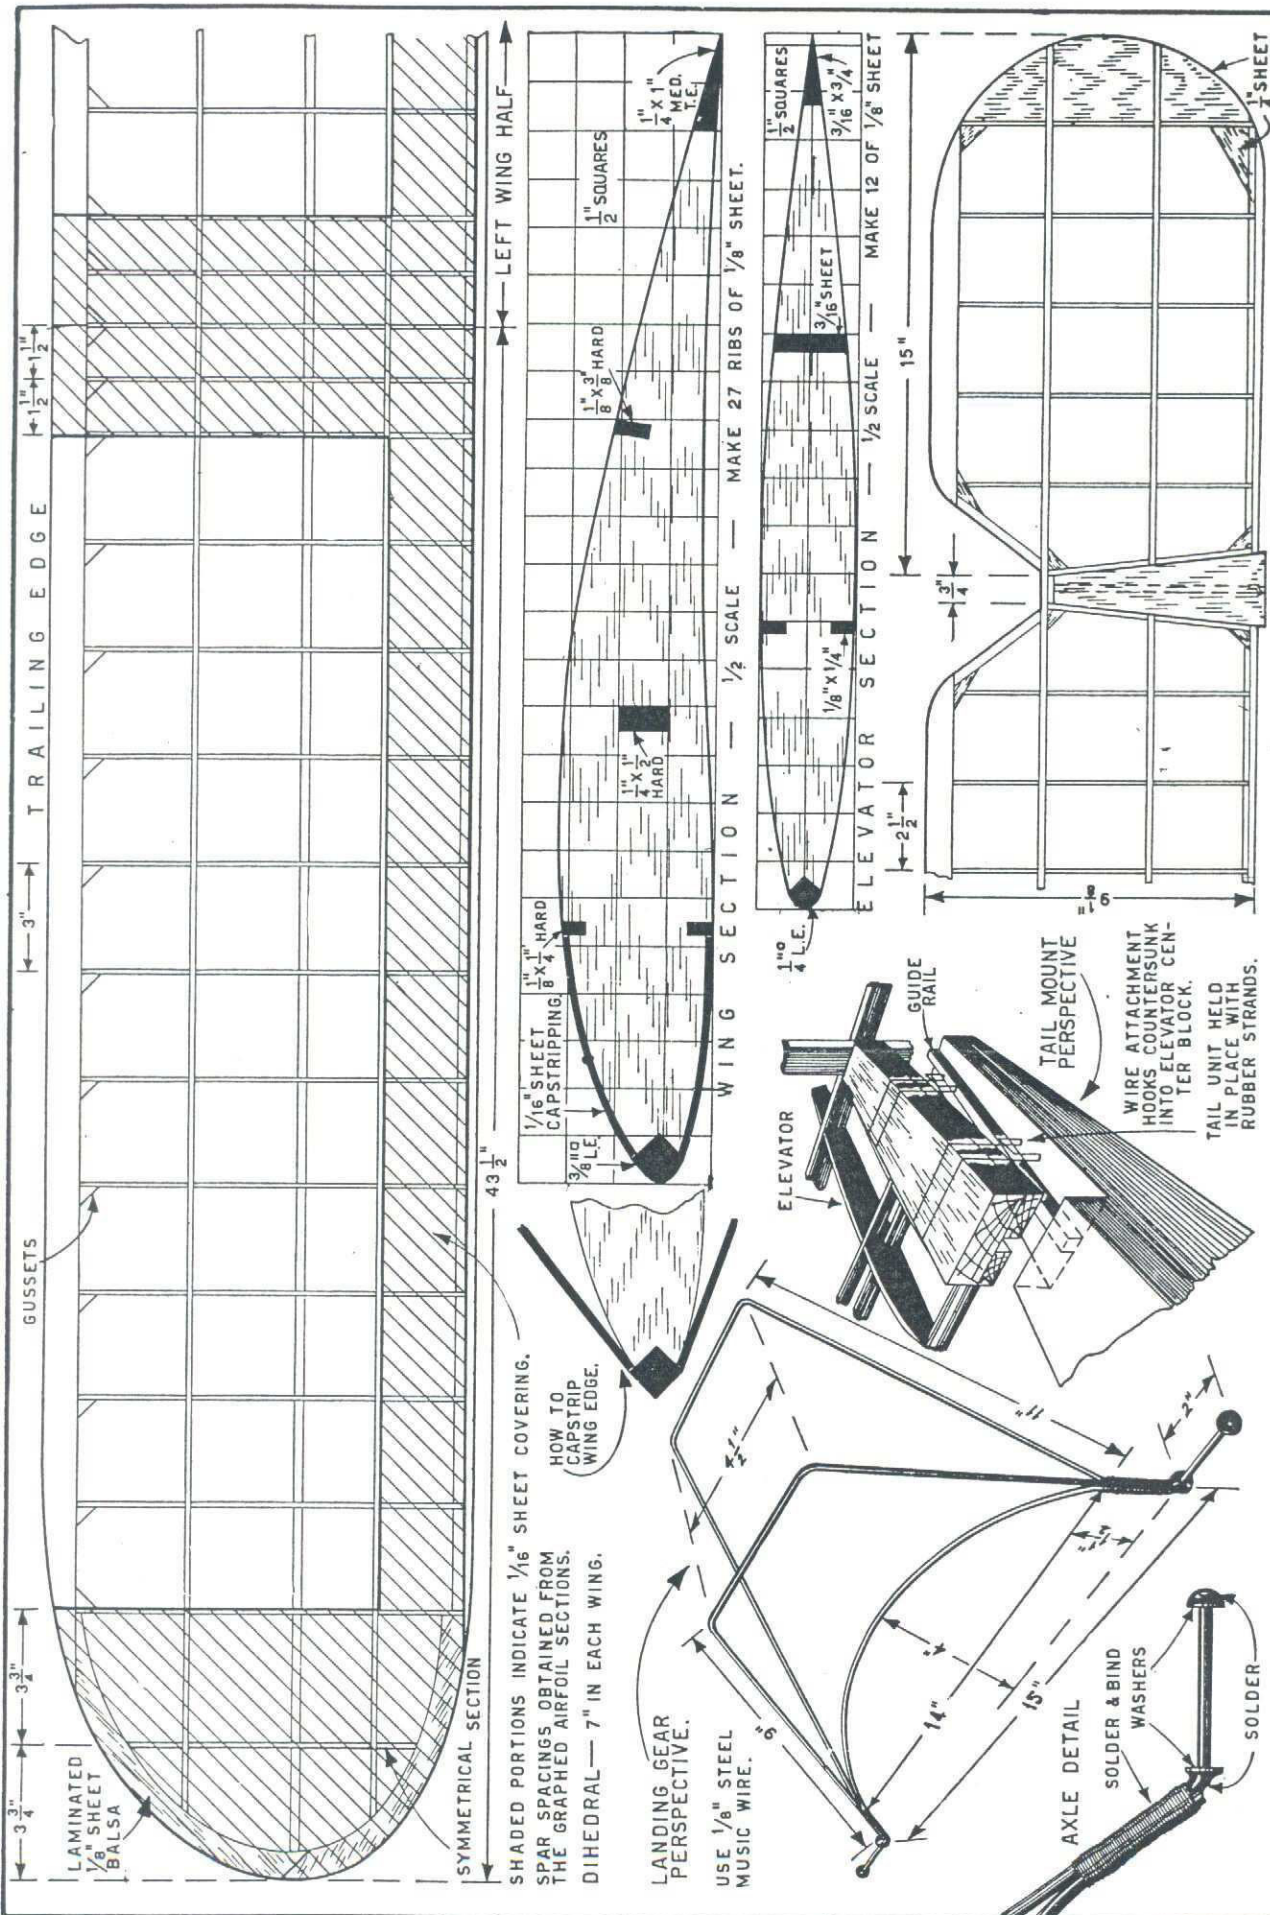 TRAILING EDGE
GUSSETS
3"
1 1/2"
1 1/2"
3 3/4"
3 3/4"
LAMINATED
1/8" SHEET
BALSA
SYMMETRICAL SECTION
43 1/2"
LEFT WING HALF
SHADED PORTIONS INDICATE 1/16" SHEET COVERING.
SPAR SPACINGS OBTAINED FROM
THE GRAPHED AIRFOIL SECTIONS.
DIHEDRAL — 7" IN EACH WING.
HOW TO
CAPSTRIP
WING EDGE.
3/8"□ L.E.
1/16" SHEET
CAPSTRIPPING.
1/8" X 1/4" HARD
1/4" X 1/2"
HARD
1/8" X 3/8" HARD
1/2" SQUARES
1/4" X 1"
MED.
T.E.
WING SECTION — 1/2 SCALE — MAKE 27 RIBS OF 1/8" SHEET.
1/4"□ L.E.
1/8" X 1/4"
3/16" SHEET
1/2" SQUARES
3/16" X 3/4"
ELEVATOR SECTION — 1/2 SCALE — MAKE 12 OF 1/8" SHEET
LANDING GEAR
PERSPECTIVE.
USE 1/8" STEEL
MUSIC WIRE.
9"
11"
4"
14"
15"
2"
AXLE DETAIL
SOLDER & BIND
WASHERS
SOLDER
ELEVATOR
GUIDE
RAIL
TAIL MOUNT
PERSPECTIVE
WIRE ATTACHMENT
HOOKS COUNTERSUNK
INTO ELEVATOR CEN-
TER BLOCK.
TAIL UNIT HELD
IN PLACE WITH
RUBBER STRANDS.
2 1/2"
3/4"
15"
SHEET